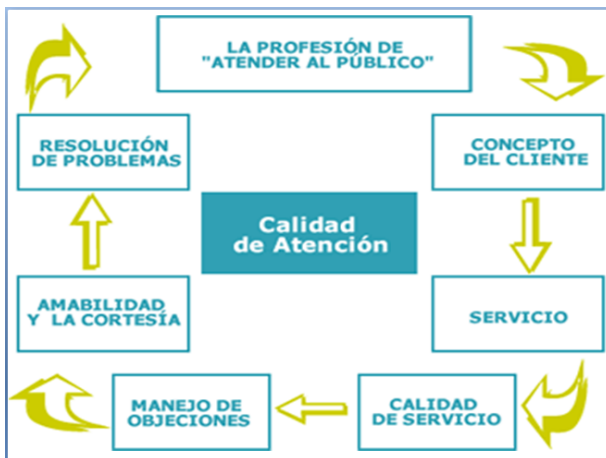 LA PROFESIÓN DE
"ATENDER AL PÚBLICO"
RESOLUCIÓN
DE PROBLEMAS
CONCEPTO
DEL CLIENTE
Calidad
de Atención
AMABILIDAD
Y LA CORTESÍA
SERVICIO
MANEJO DE
OBJECIONES
CALIDAD
DE SERVICIO